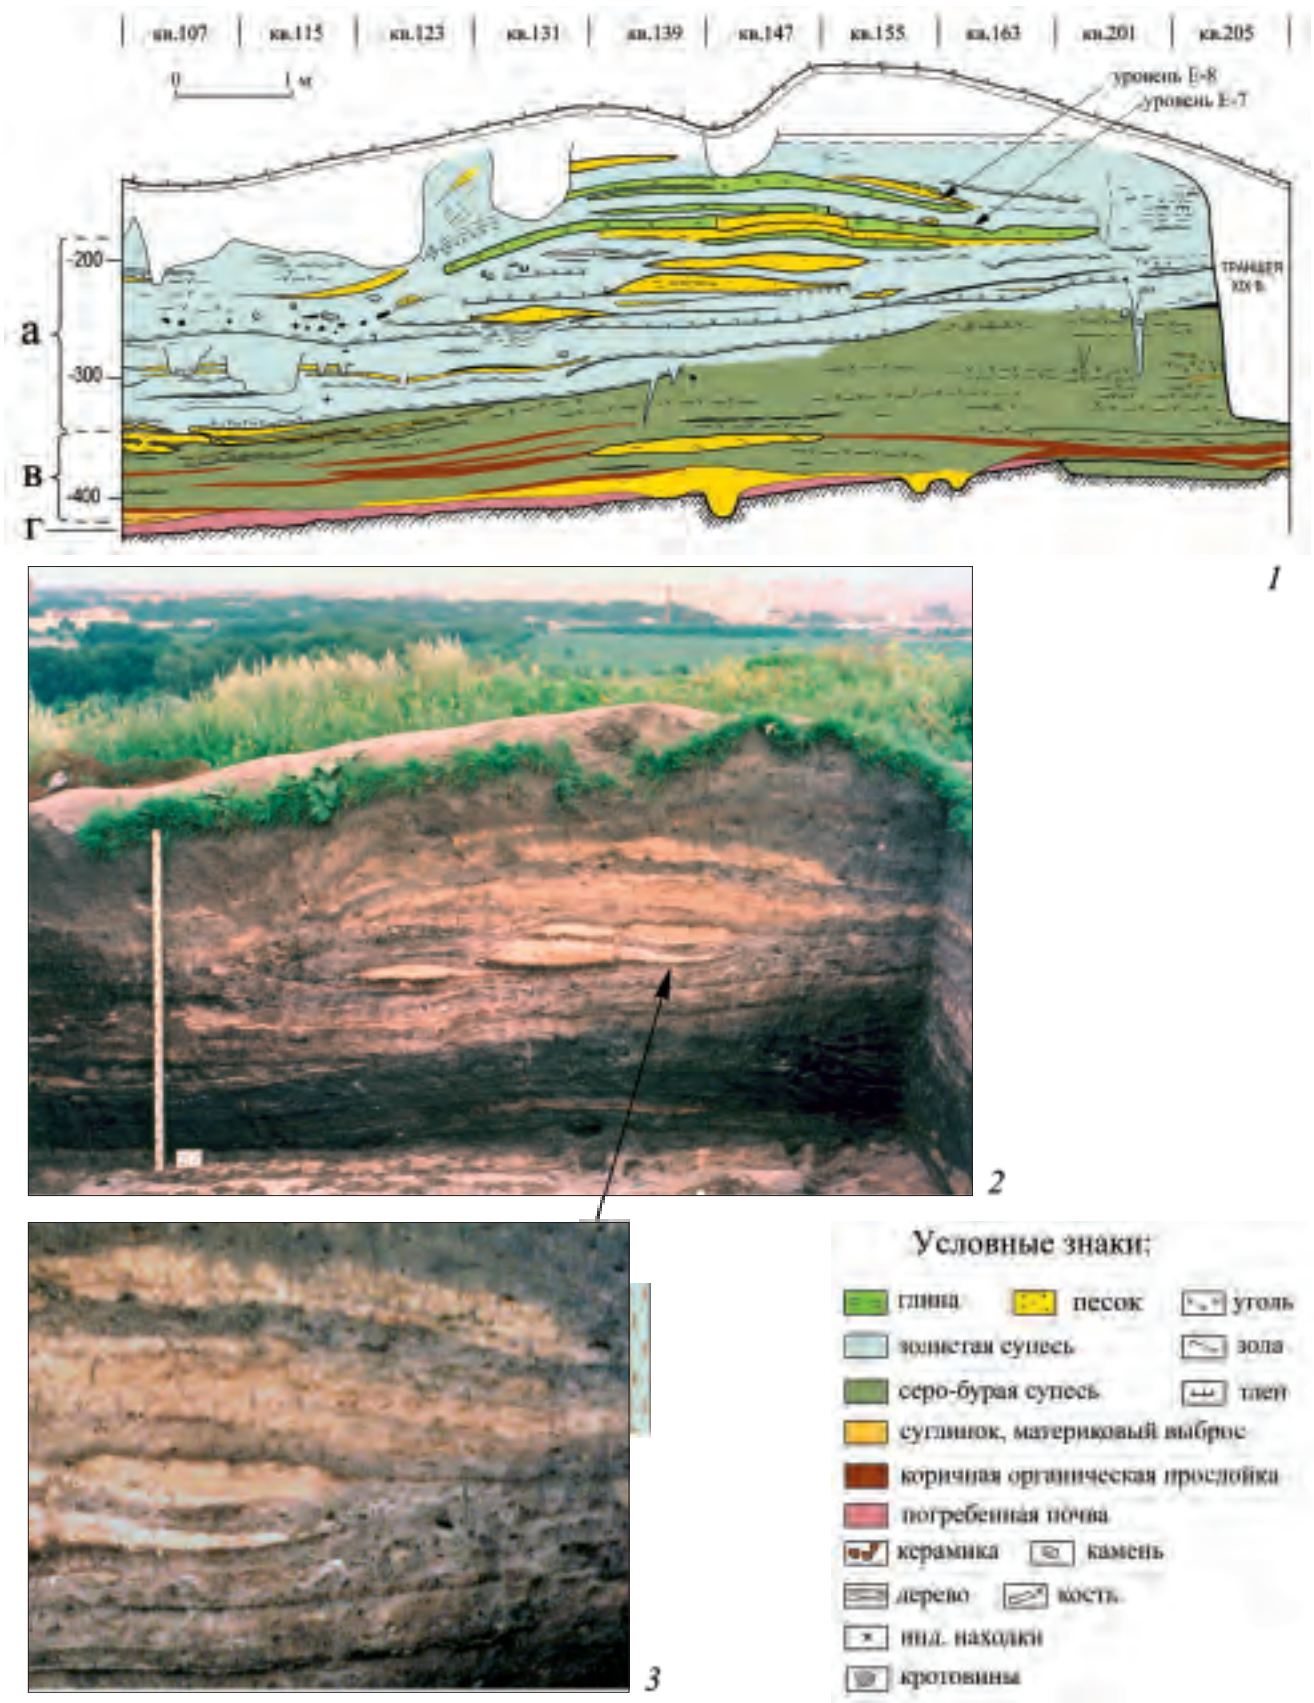 кв.107 кв.115 кв.123 кв.131 кв.139 кв.147 кв.155 кв.163 кв.201 кв.205
0 1 м
уровень Е-8
уровень Е-7
-200
ТРАНШЕЯ
XIX В.
а
-300
в
-400
г
1
2
3
Условные знаки:
глина песок уголь
золистая супесь зола
серо-бурая супесь тлен
суглинок, материковый выброс
коричная органическая прослойка
погребенная почва
керамика камень
дерево кость
инд. находки
кротовины